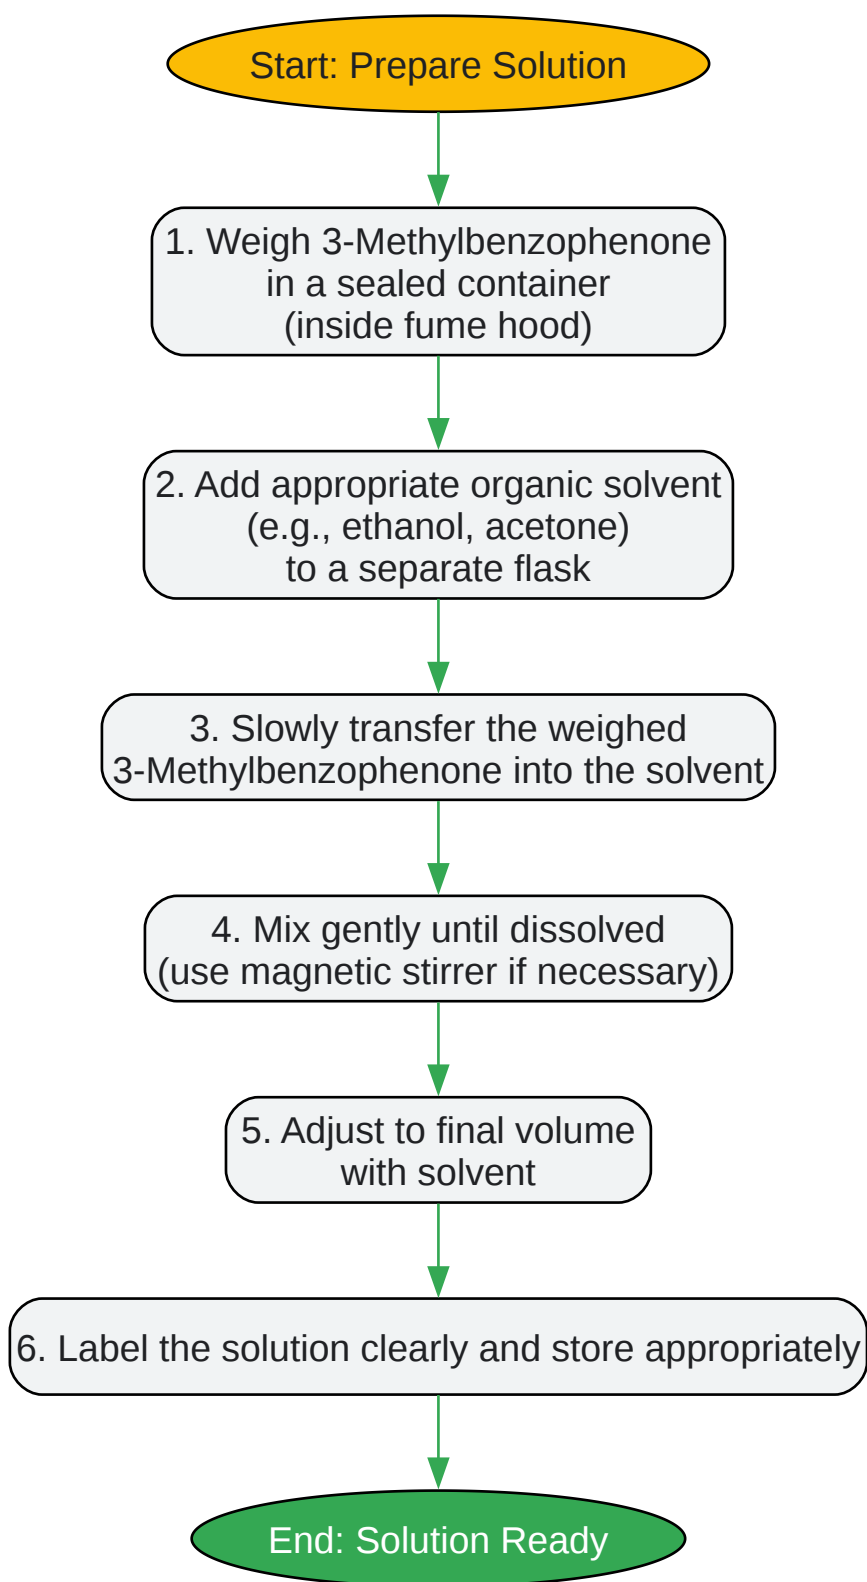 Start: Prepare Solution
1. Weigh 3-Methylbenzophenone
in a sealed container
(inside fume hood)
2. Add appropriate organic solvent
(e.g., ethanol, acetone)
to a separate flask
3. Slowly transfer the weighed
3-Methylbenzophenone into the solvent
4. Mix gently until dissolved
(use magnetic stirrer if necessary)
5. Adjust to final volume
with solvent
6. Label the solution clearly and store appropriately
End: Solution Ready